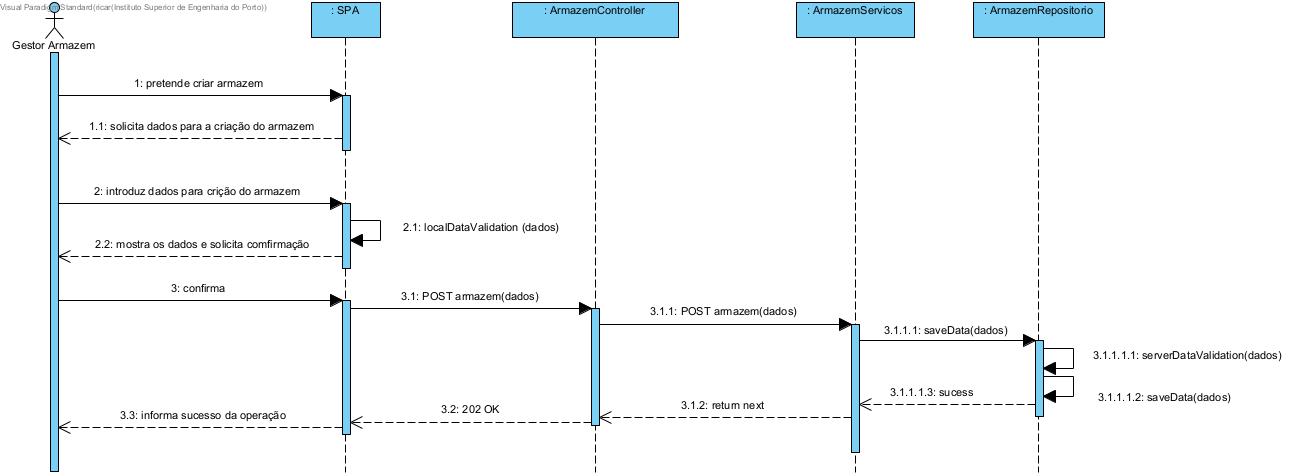 Visual Paradigm Standard(ricar(Instituto Superior de Engenharia do Porto))
: SPA
: ArmazemController
: ArmazemServicos
: ArmazemRepositorio
Gestor Armazem
1: pretende criar armazem
1.1: solicita dados para a criação do armazem
2: introduz dados para crição do armazem
2.1: localDataValidation (dados)
2.2: mostra os dados e solicita comfirmação
3: confirma
3.1: POST armazem(dados)
3.1.1: POST armazem(dados)
3.1.1.1: saveData(dados)
3.1.1.1.1: serverDataValidation(dados)
3.1.1.1.3: sucess
3.1.1.1.2: saveData(dados)
3.1.2: return next
3.2: 202 OK
3.3: informa sucesso da operação